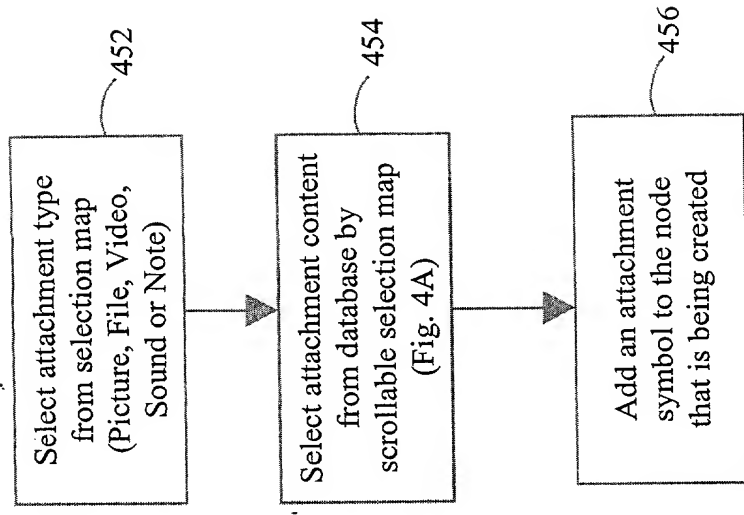 452
Select attachment type
from selection map
(Picture, File, Video,
Sound or Note)
454
Select attachment content
from database by
scrollable selection map
(Fig. 4A)
456
Add an attachment
symbol to the node
that is being created